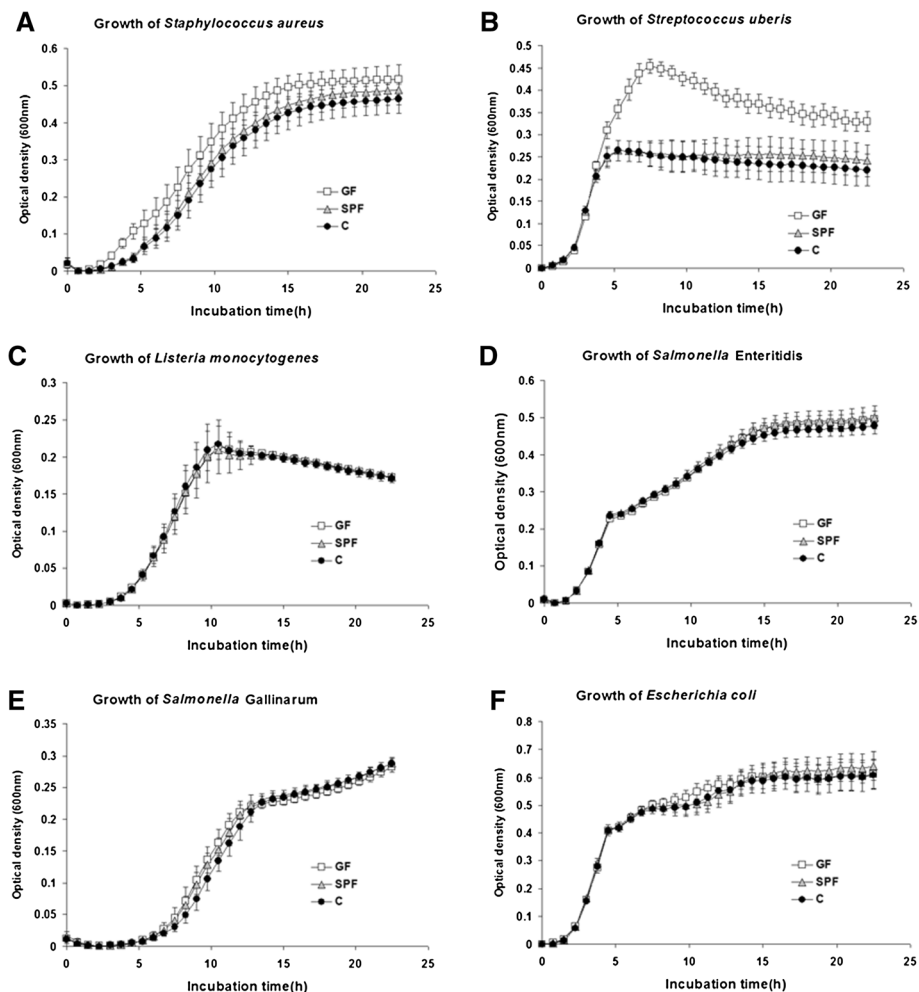 A
Growth of Staphylococcus aureus
Optical density (600nm)
0.6
0.5
0.4
0.3
0.2
0.1
0
0 5 10 15 20 25
Incubation time(h)
GF
SPF
C
B
Growth of Streptococcus uberis
Optical density (600nm)
0.5
0.45
0.4
0.35
0.3
0.25
0.2
0.15
0.1
0.05
0
0 5 10 15 20 25
Incubation time(h)
GF
SPF
C
C
Growth of Listeria monocytogenes
Optical density (600nm)
0.3
0.25
0.2
0.15
0.1
0.05
0
0 5 10 15 20 25
Incubation time(h)
GF
SPF
C
D
Growth of Salmonella Enteritidis
Optical density (600nm)
0.6
0.5
0.4
0.3
0.2
0.1
0
0 5 10 15 20 25
Incubation time(h)
GF
SPF
C
E
Growth of Salmonella Gallinarum
Optical density (600nm)
0.35
0.3
0.25
0.2
0.15
0.1
0.05
0
0 5 10 15 20 25
Incubation time(h)
GF
SPF
C
F
Growth of Escherichia coli
Optical density (600nm)
0.8
0.7
0.6
0.5
0.4
0.3
0.2
0.1
0
0 5 10 15 20 25
Incubation time(h)
GF
SPF
C